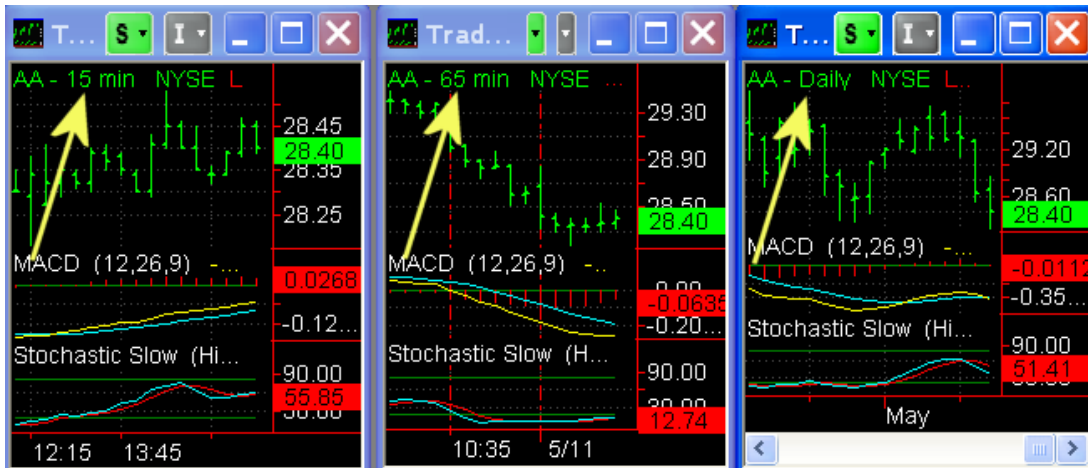 T... S I
AA - 15 min NYSE L
28.45
28.40
28.35
28.25
MACD (12,26,9) -...
0.0268
-0.12...
Stochastic Slow (Hi...
90.00
55.85
12:15 13:45
Trad...
AA - 65 min NYSE ...
29.30
28.90
28.50
28.40
MACD (12,26,9) -...
0.00
-0.0635
-0.20...
Stochastic Slow (H...
90.00
30.00
12.74
10:35 5/11
T... S I
AA - Daily NYSE L...
29.20
28.60
28.40
MACD (12,26,9) -...
-0.0112
-0.35...
Stochastic Slow (Hi...
90.00
51.41
May